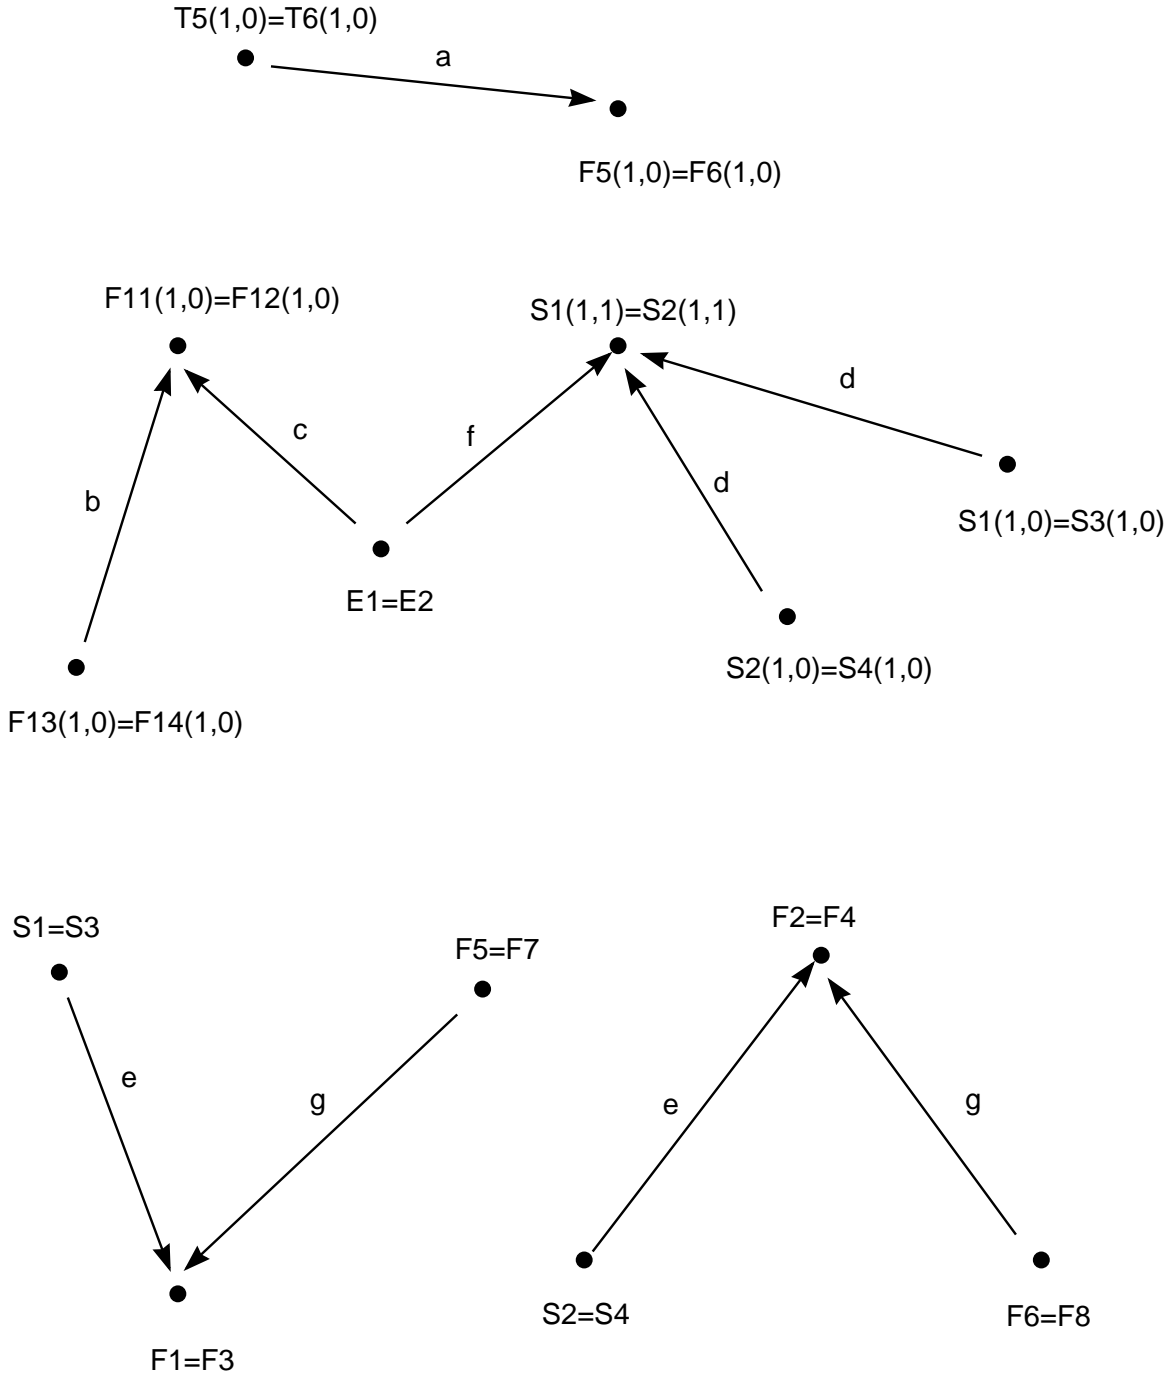 T5(1,0)=T6(1,0)
a
F5(1,0)=F6(1,0)
F11(1,0)=F12(1,0)
S1(1,1)=S2(1,1)
d
c
f
d
b
S1(1,0)=S3(1,0)
E1=E2
S2(1,0)=S4(1,0)
F13(1,0)=F14(1,0)
S1=S3
F5=F7
F2=F4
e
g
e
g
S2=S4
F6=F8
F1=F3